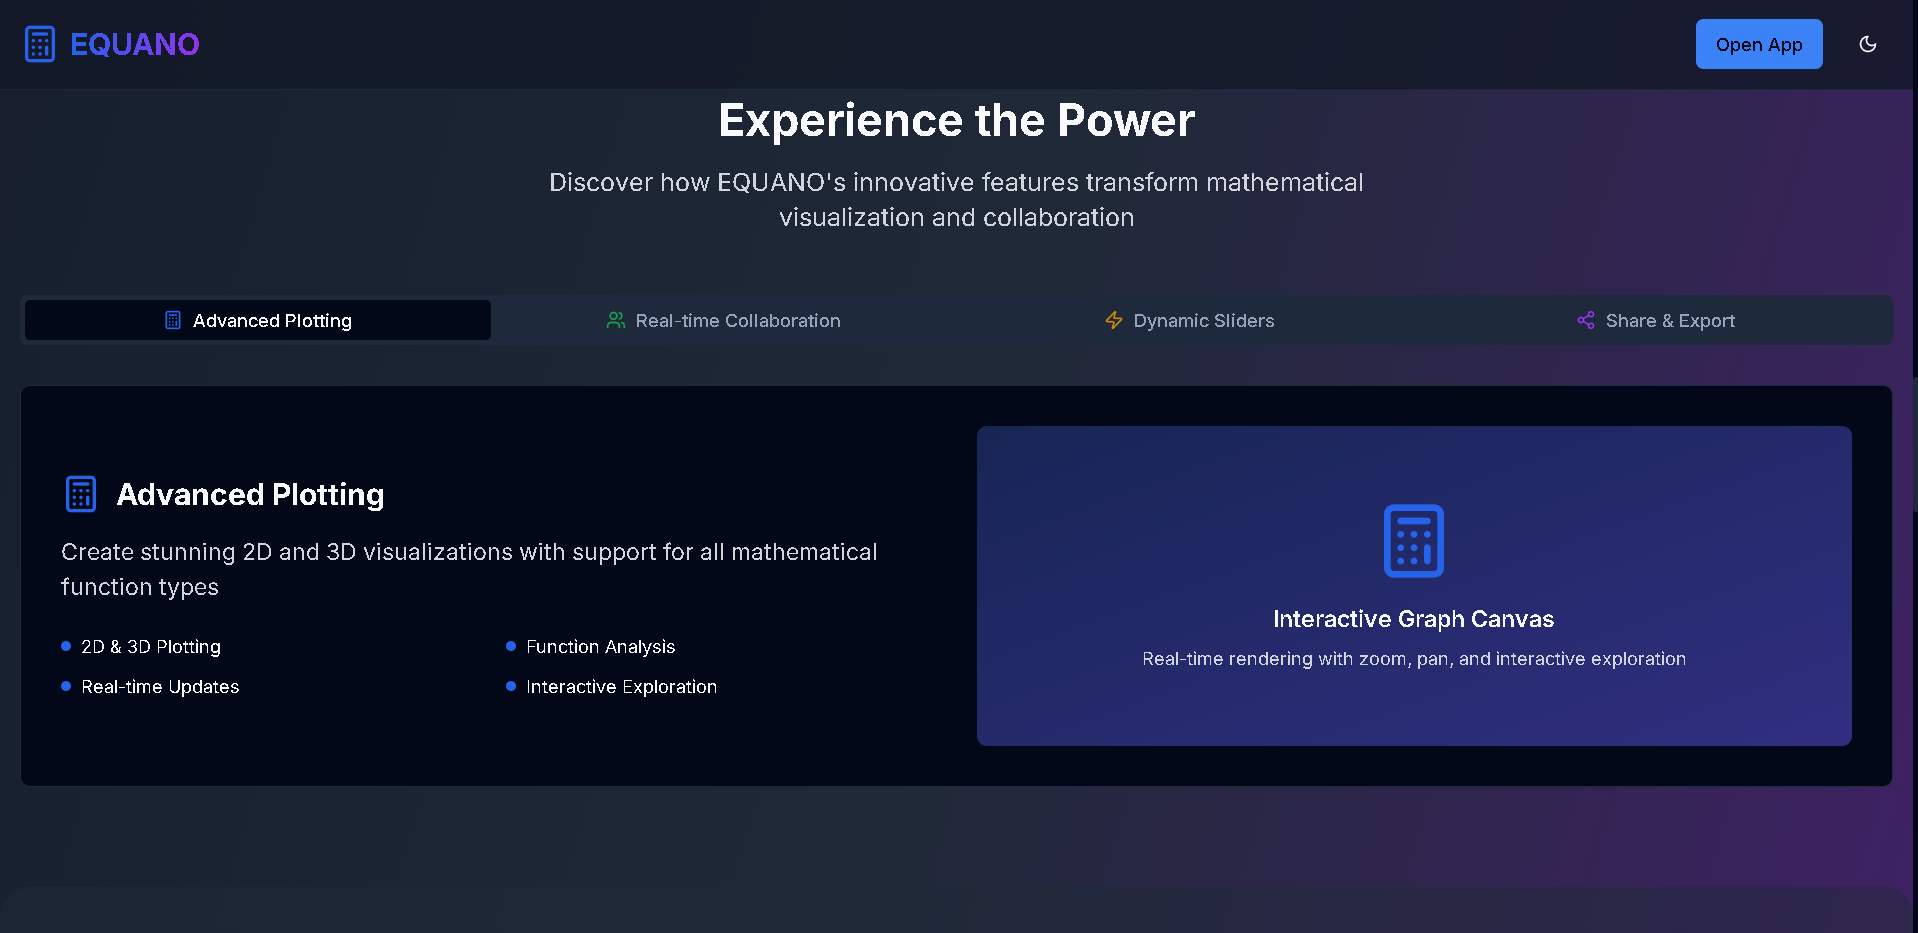 EQUANO
Open App
Experience the Power
Discover how EQUANO's innovative features transform mathematical
visualization and collaboration
Advanced Plotting
Real-time Collaboration
Dynamic Sliders
Share & Export
Advanced Plotting
Create stunning 2D and 3D visualizations with support for all mathematical
function types
2D & 3D Plotting
Function Analysis
Real-time Updates
Interactive Exploration
Interactive Graph Canvas
Real-time rendering with zoom, pan, and interactive exploration